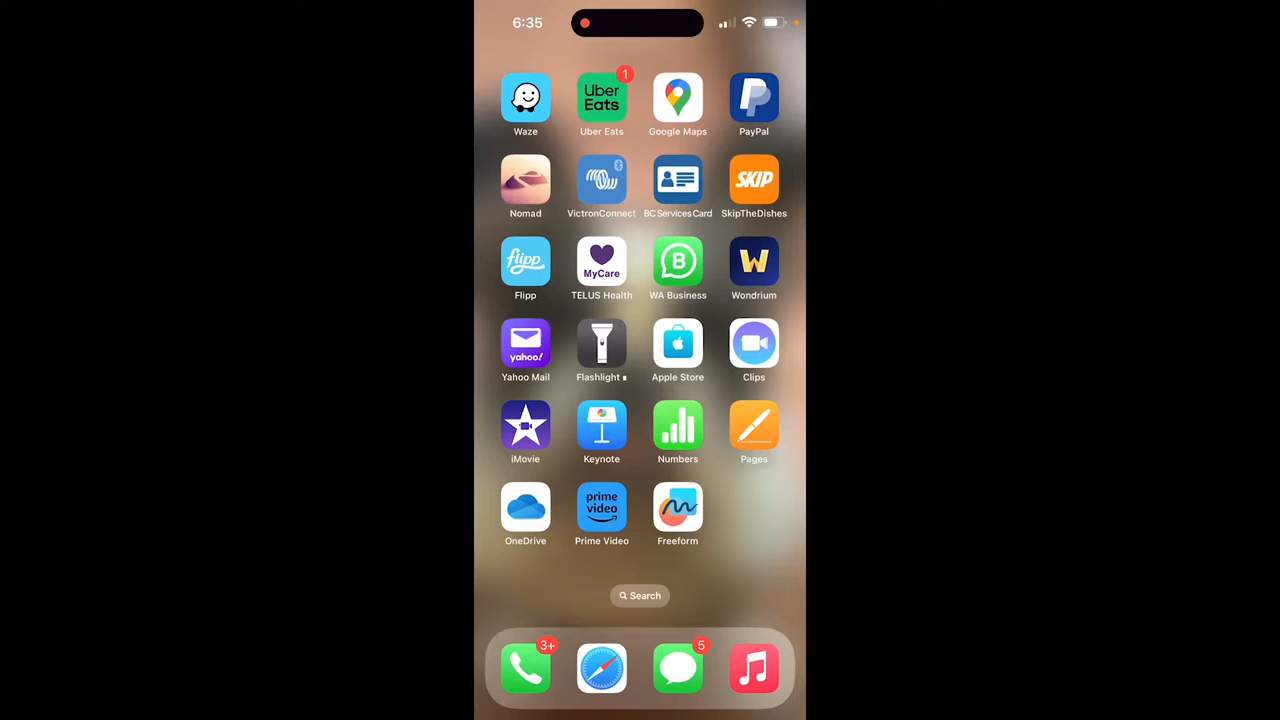 6:35
1
Uber Eats
Waze
Uber Eats
Google Maps
PayPal
SKIP
Nomad
VictronConnect
BC Services Card
SkipTheDishes
flipp
MyCare
B
W
Flipp
TELUS Health
WA Business
Wondrium
yahoo!
Yahoo Mail
Flashlight
Apple Store
Clips
iMovie
Keynote
Numbers
Pages
prime video
OneDrive
Prime Video
Freeform
Search
3+
5